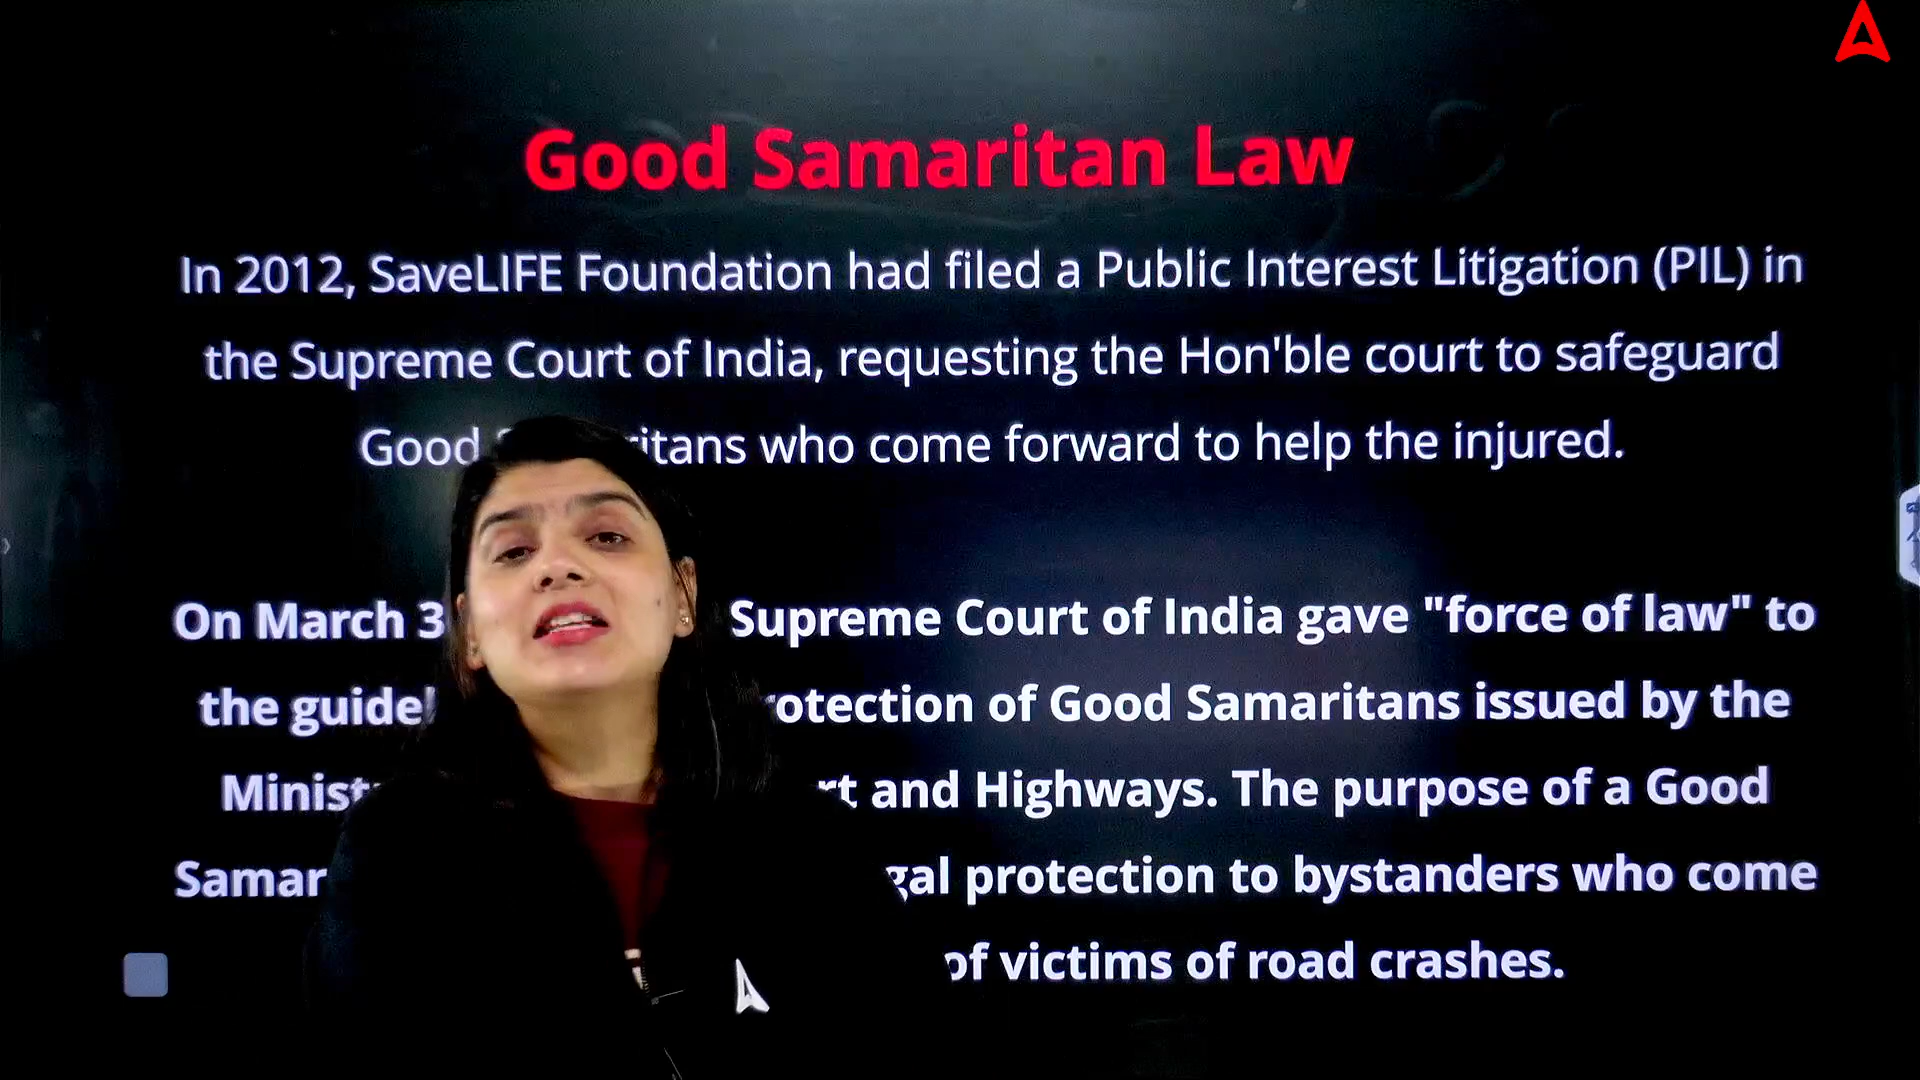 Good Samaritan Law
In 2012, SaveLIFE Foundation had filed a Public Interest Litigation (PIL) in
the Supreme Court of India, requesting the Hon'ble court to safeguard
Good who come forward to help the injured.
On March 3 Supreme Court of India gave "force of law" to
the of Good Samaritans issued by the
and Highways. The purpose of a Good
protection to bystanders who come
of victims of road crashes.